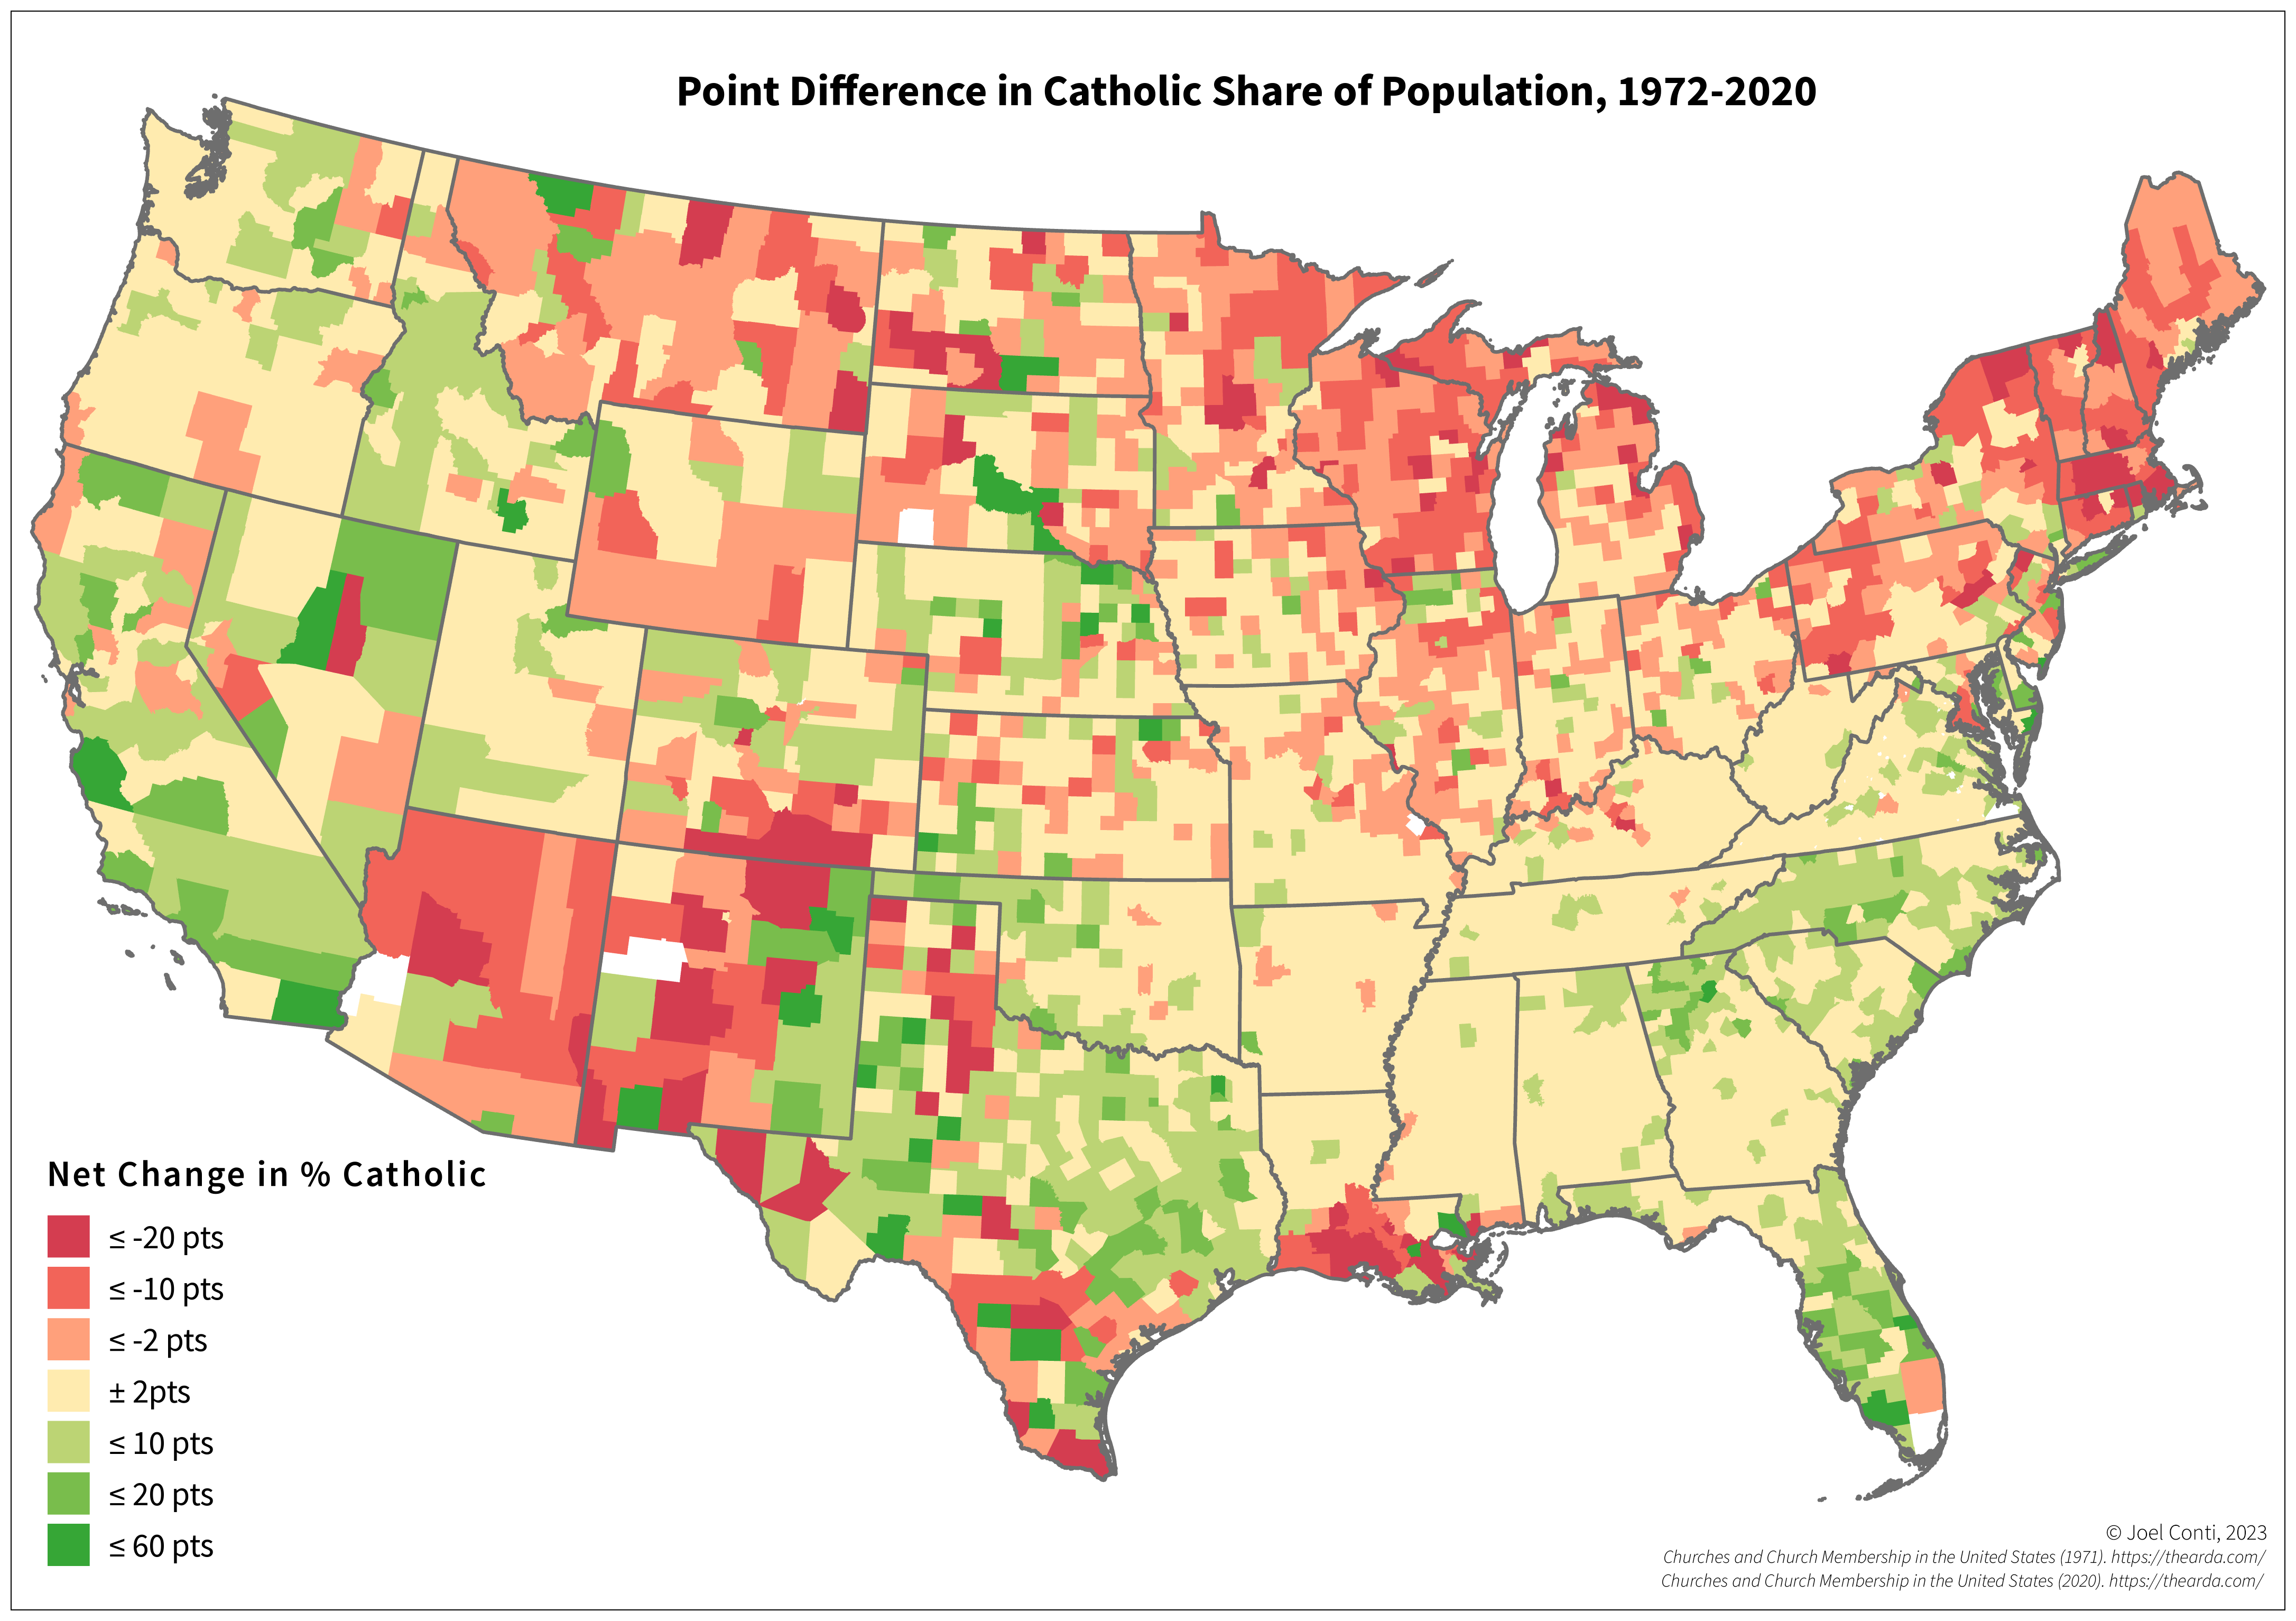 Point Difference in Catholic Share of Population, 1972-2020
Net Change in % Catholic
≤ -20 pts
≤ -10 pts
≤ -2 pts
± 2pts
≤ 10 pts
≤ 20 pts
≤ 60 pts
© Joel Conti, 2023
Churches and Church Membership in the United States (1971). https://thearda.com/
Churches and Church Membership in the United States (2020). https://thearda.com/